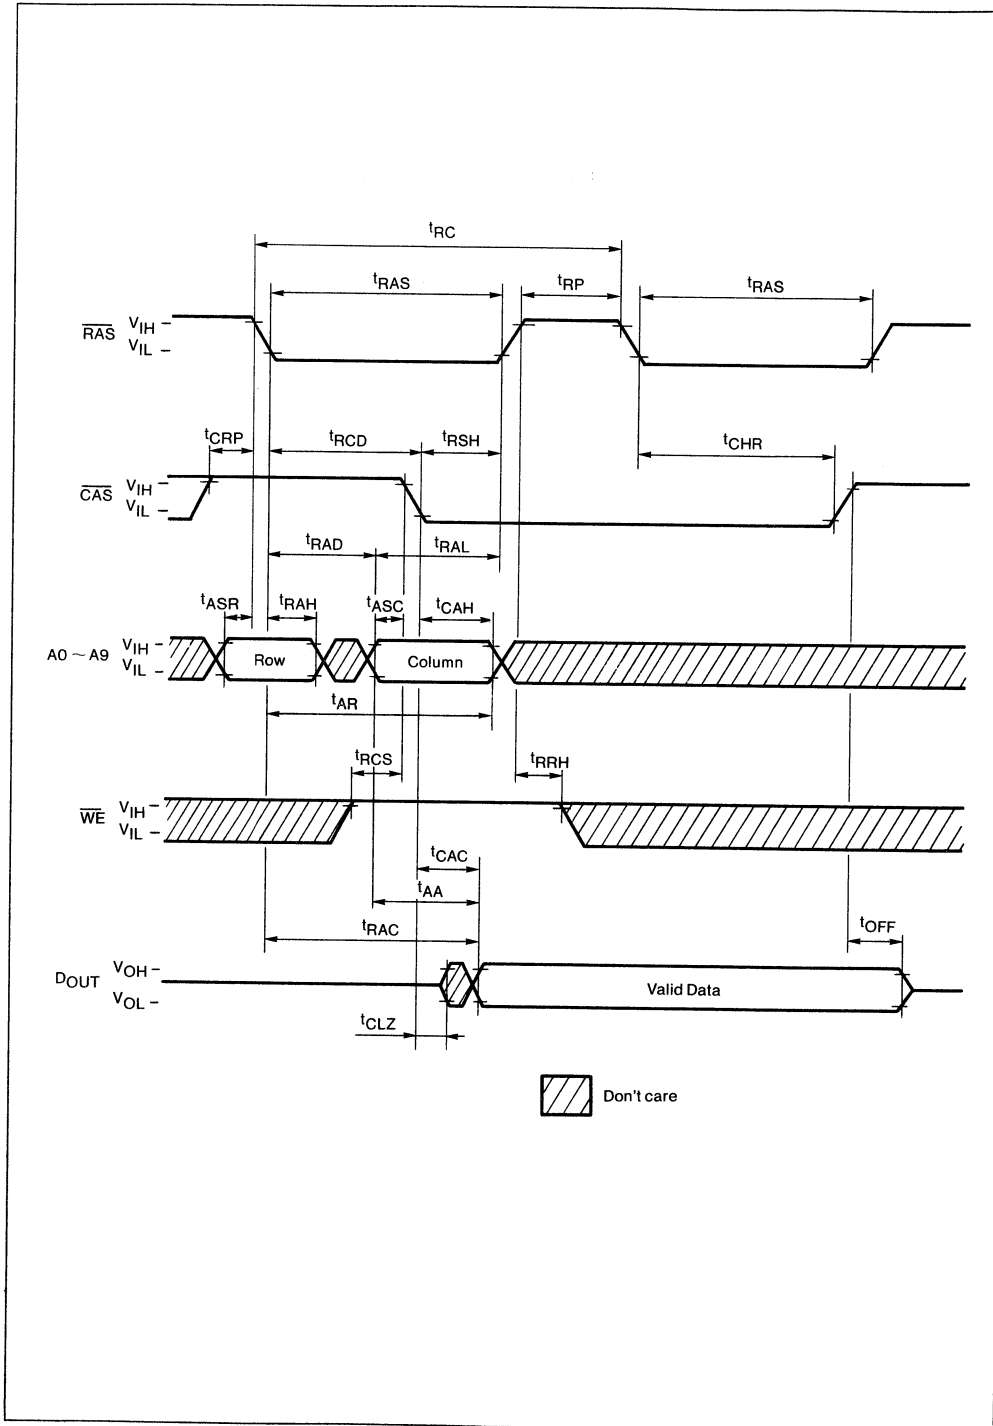 tRC
tRAS tRP tRAS
RAS VIH
VIL
tCRP tRCD tRSH tCHR
CAS VIH
VIL
tRAD tRAL
tASR tRAH tASC tCAH
A0 ~ A9 VIH
VIL
Row Column
tAR
tRCS tRRH
WE VIH
VIL
tCAC
tAA
tRAC tOFF
DOUT VOH
VOL
Valid Data
tCLZ
Don't care